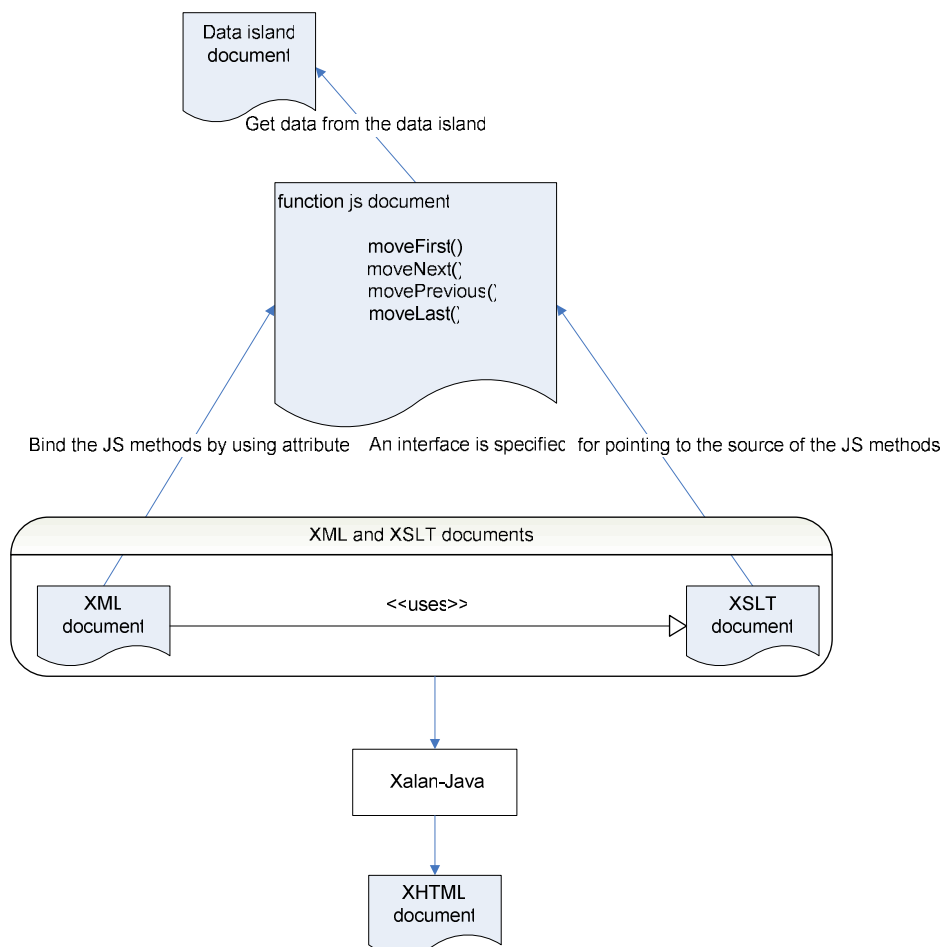 Data island
document
Get data from the data island
function js document
moveFirst()
moveNext()
movePrevious()
moveLast()
Bind the JS methods by using attribute
An interface is specified for pointing to the source of the JS methods
XML and XSLT documents
XML
document
<<uses>>
XSLT
document
Xalan-Java
XHTML
document